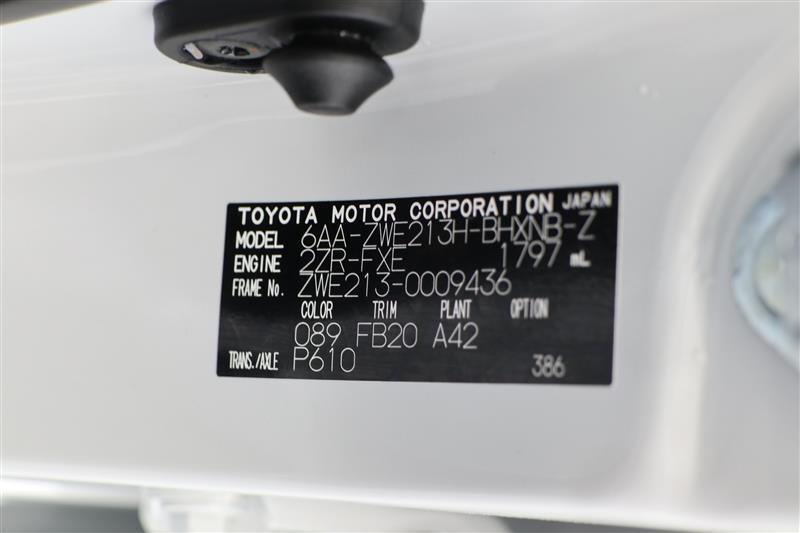 TOYOTA MOTOR CORPORATION JAPAN
MODEL 6AA-ZWE213H-BHXNB-Z
ENGINE 2ZR-FXE 1797 mL
FRAME No. ZWE213-0009436
COLOR TRIM PLANT OPTION
089 FB20 A42
TRANS./AXLE P610 386